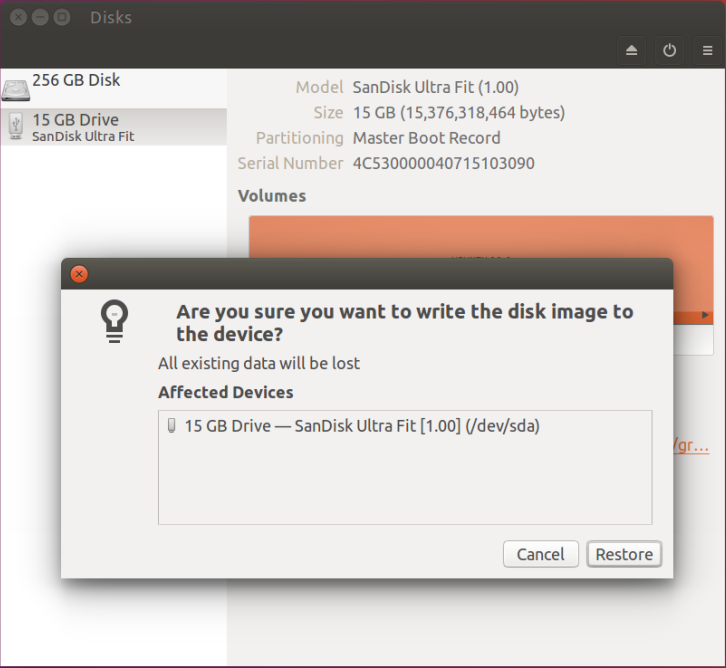 Disks
256 GB Disk
15 GB Drive
SanDisk Ultra Fit
Model SanDisk Ultra Fit (1.00)
Size 15 GB (15,376,318,464 bytes)
Partitioning Master Boot Record
Serial Number 4C530000040715103090
Volumes
Are you sure you want to write the disk image to
the device?
All existing data will be lost
Affected Devices
15 GB Drive — SanDisk Ultra Fit [1.00] (/dev/sda)
/gr...
Cancel Restore